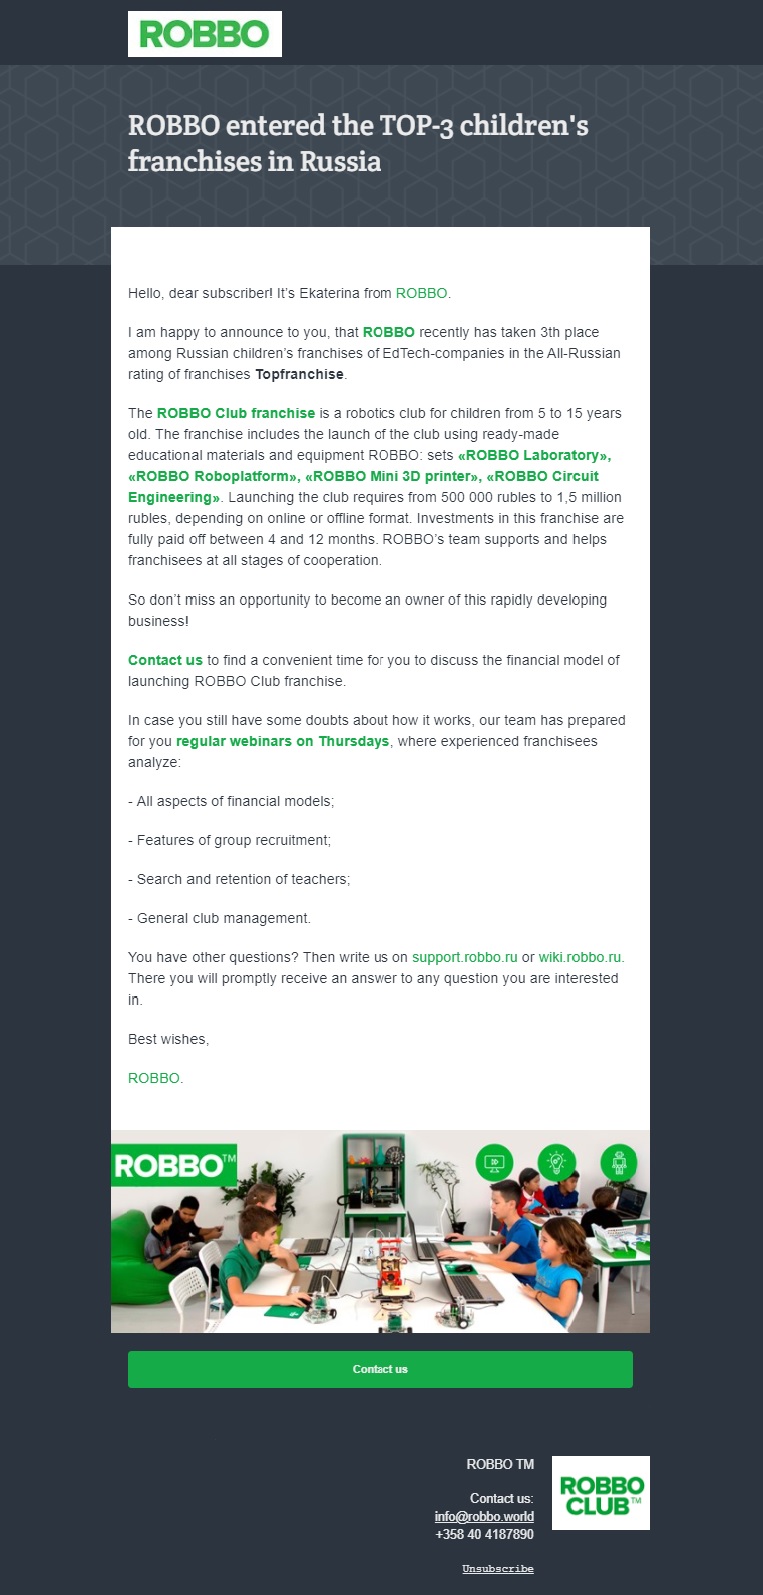 ROBBO
ROBBO entered the TOP-3 children's
franchises in Russia
Hello, dear subscriber! It's Ekaterina from ROBBO.
I am happy to announce to you, that ROBBO recently has taken 3th place
among Russian children's franchises of EdTech-companies in the All-Russian
rating of franchises Topfranchise.
The ROBBO Club franchise is a robotics club for children from 5 to 15 years
old. The franchise includes the launch of the club using ready-made
educational materials and equipment ROBBO: sets «ROBBO Laboratory»,
«ROBBO Roboplatform», «ROBBO Mini 3D printer», «ROBBO Circuit
Engineering». Launching the club requires from 500 000 rubles to 1,5 million
rubles, depending on online or offline format. Investments in this franchise are
fully paid off between 4 and 12 months. ROBBO's team supports and helps
franchisees at all stages of cooperation.
So don't miss an opportunity to become an owner of this rapidly developing
business!
Contact us to find a convenient time for you to discuss the financial model of
launching ROBBO Club franchise.
In case you still have some doubts about how it works, our team has prepared
for you regular webinars on Thursdays, where experienced franchisees
analyze:
- All aspects of financial models;
- Features of group recruitment;
- Search and retention of teachers;
- General club management.
You have other questions? Then write us on support.robbo.ru or wiki.robbo.ru.
There you will promptly receive an answer to any question you are interested
in.
Best wishes,
ROBBO.
ROBBO™
Contact us
ROBBO TM
Contact us:
info@robbo.world
+358 40 4187890
Unsubscribe
ROBBO
CLUB™